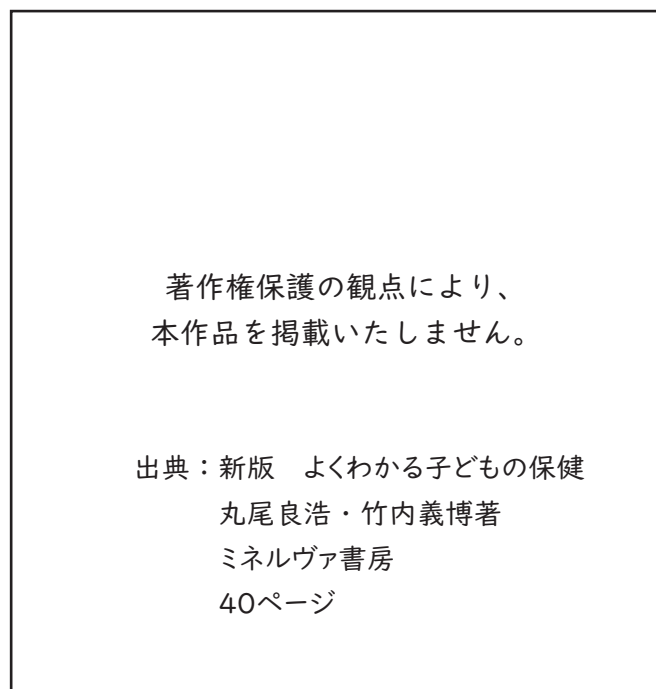 著作権保護の観点により、
本作品を掲載いたしません。
出典：新版　よくわかる子どもの保健
丸尾良浩・竹内義博著
ミネルヴァ書房
40ページ